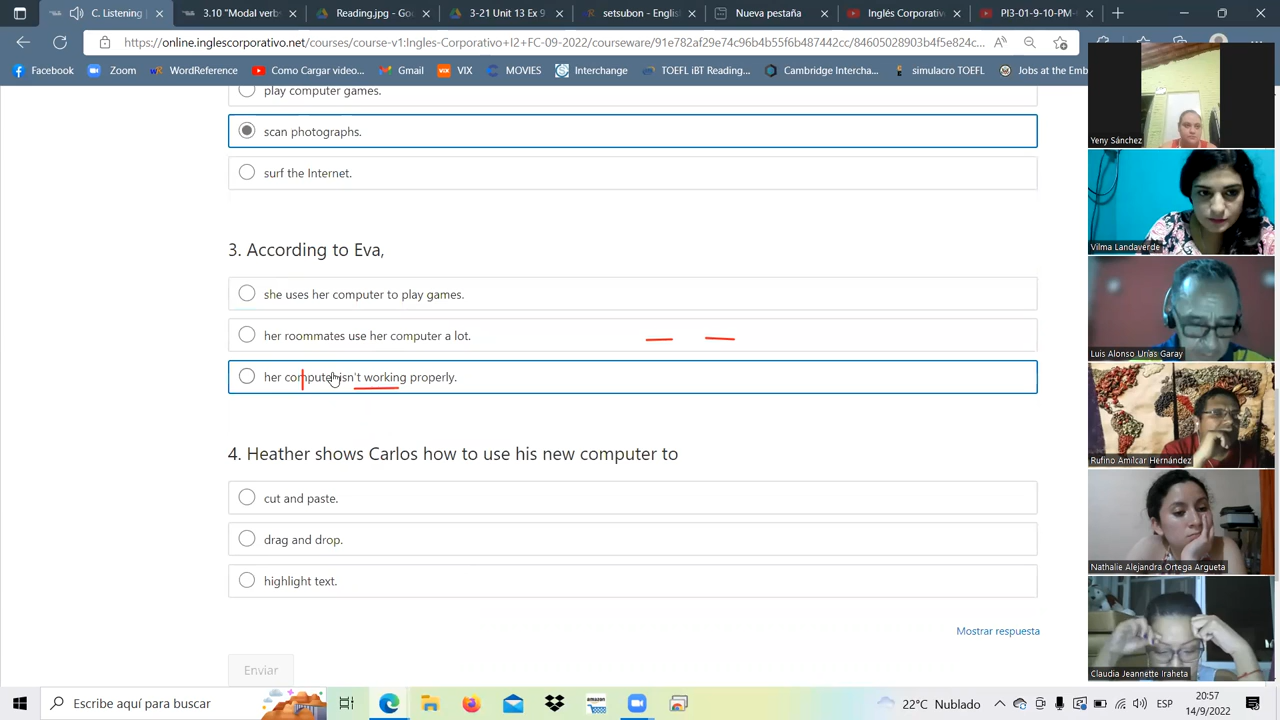 C. Listening
3.10 "Modal verb
Reading.jpg - Goo
3-21 Unit 13 Ex 9
setsubon - Englis
Nueva pestaña
Inglés Corporativo
PI3-01-9-10-PM-
https://online.inglescorporativo.net/courses/course-v1:Ingles-Corporativo+I2+FC-09-2022/courseware/91e782af29e74c96b4b55f6b487442cc/84605028903b4f5e824c...
Facebook
Zoom
WordReference
Como Cargar video...
Gmail
VIX
MOVIES
Interchange
TOEFL iBT Reading...
Cambridge Intercha...
simulacro TOEFL
Jobs at the Emb
play computer games.
scan photographs.
surf the Internet.
3. According to Eva,
she uses her computer to play games.
her roommates use her computer a lot.
her computer isn't working properly.
4. Heather shows Carlos how to use his new computer to
cut and paste.
drag and drop.
highlight text.
Mostrar respuesta
Enviar
Yeny Sánchez
Vilma Landaverde
Luis Alonso Urías Garay
Rufino Amilcar Hernández
Nathalie Alejandra Ortega Argueta
Claudia Jeannette Iraheta
Escribe aquí para buscar
22°C Nublado
ESP
20:57
14/9/2022